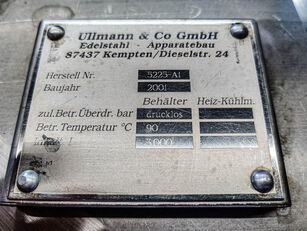 Ullmann & Co GmbH
Edelstahl - Apparatebau
87437 Kempten/Dieselstr. 24
Herstell Nr. 5225-A1
Baujahr 2001
Behälter Heiz-Kühlm.
zul.Betr.Überdr. bar drucklos
Betr. Temperatur °C 90
Inhalt l 3000